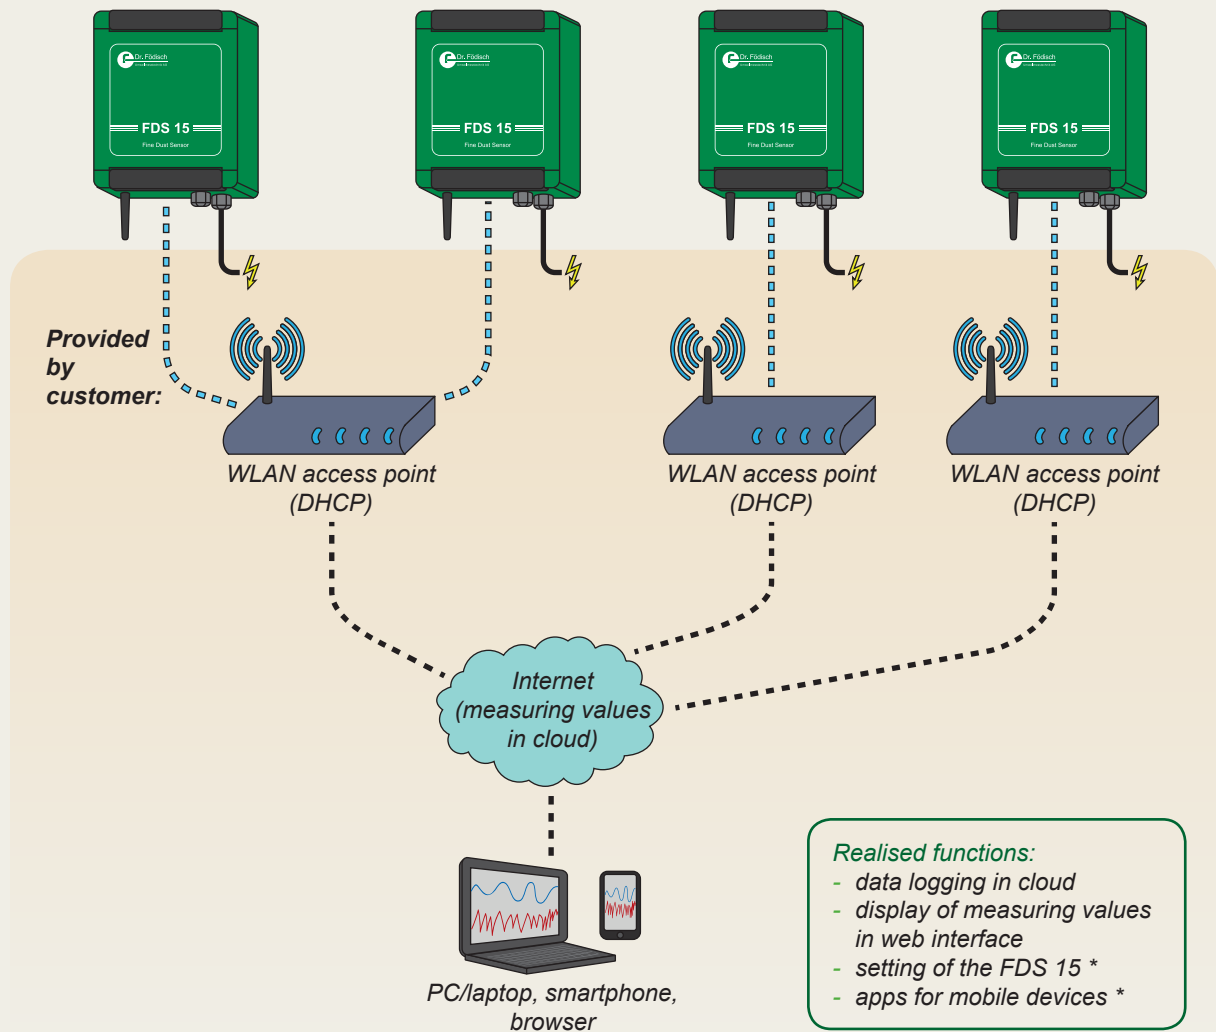 Dr. Födisch
FDS 15
Fine Dust Sensor
Dr. Födisch
FDS 15
Fine Dust Sensor
Dr. Födisch
FDS 15
Fine Dust Sensor
Dr. Födisch
FDS 15
Fine Dust Sensor
Provided
by
customer:
WLAN access point
(DHCP)
WLAN access point
(DHCP)
WLAN access point
(DHCP)
Internet
(measuring values
in cloud)
PC/laptop, smartphone,
browser
Realised functions:
- data logging in cloud
- display of measuring values
in web interface
- setting of the FDS 15 *
- apps for mobile devices *